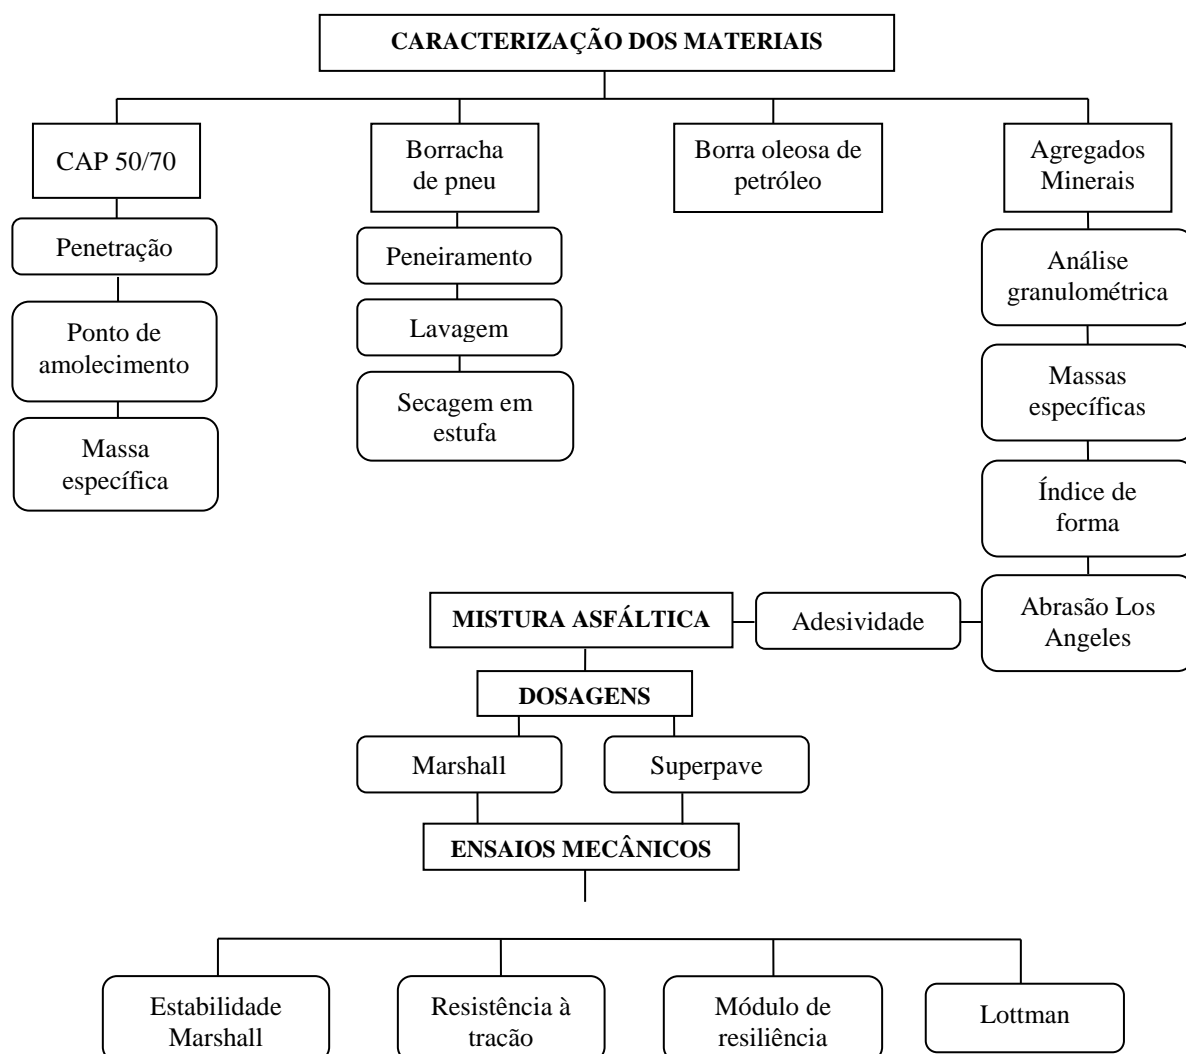 CARACTERIZAÇÃO DOS MATERIAIS
CAP 50/70
Borracha
de pneu
Borra oleosa de
petróleo
Agregados
Minerais
Penetração
Peneiramento
Análise
granulométrica
Ponto de
amolecimento
Lavagem
Massas
específicas
Secagem em
estufa
Massa
específica
Índice de
forma
MISTURA ASFÁLTICA
Adesividade
Abrasão Los
Angeles
DOSAGENS
Marshall
Superpave
ENSAIOS MECÂNICOS
Estabilidade
Marshall
Resistência à
tracão
Módulo de
resiliência
Lottman